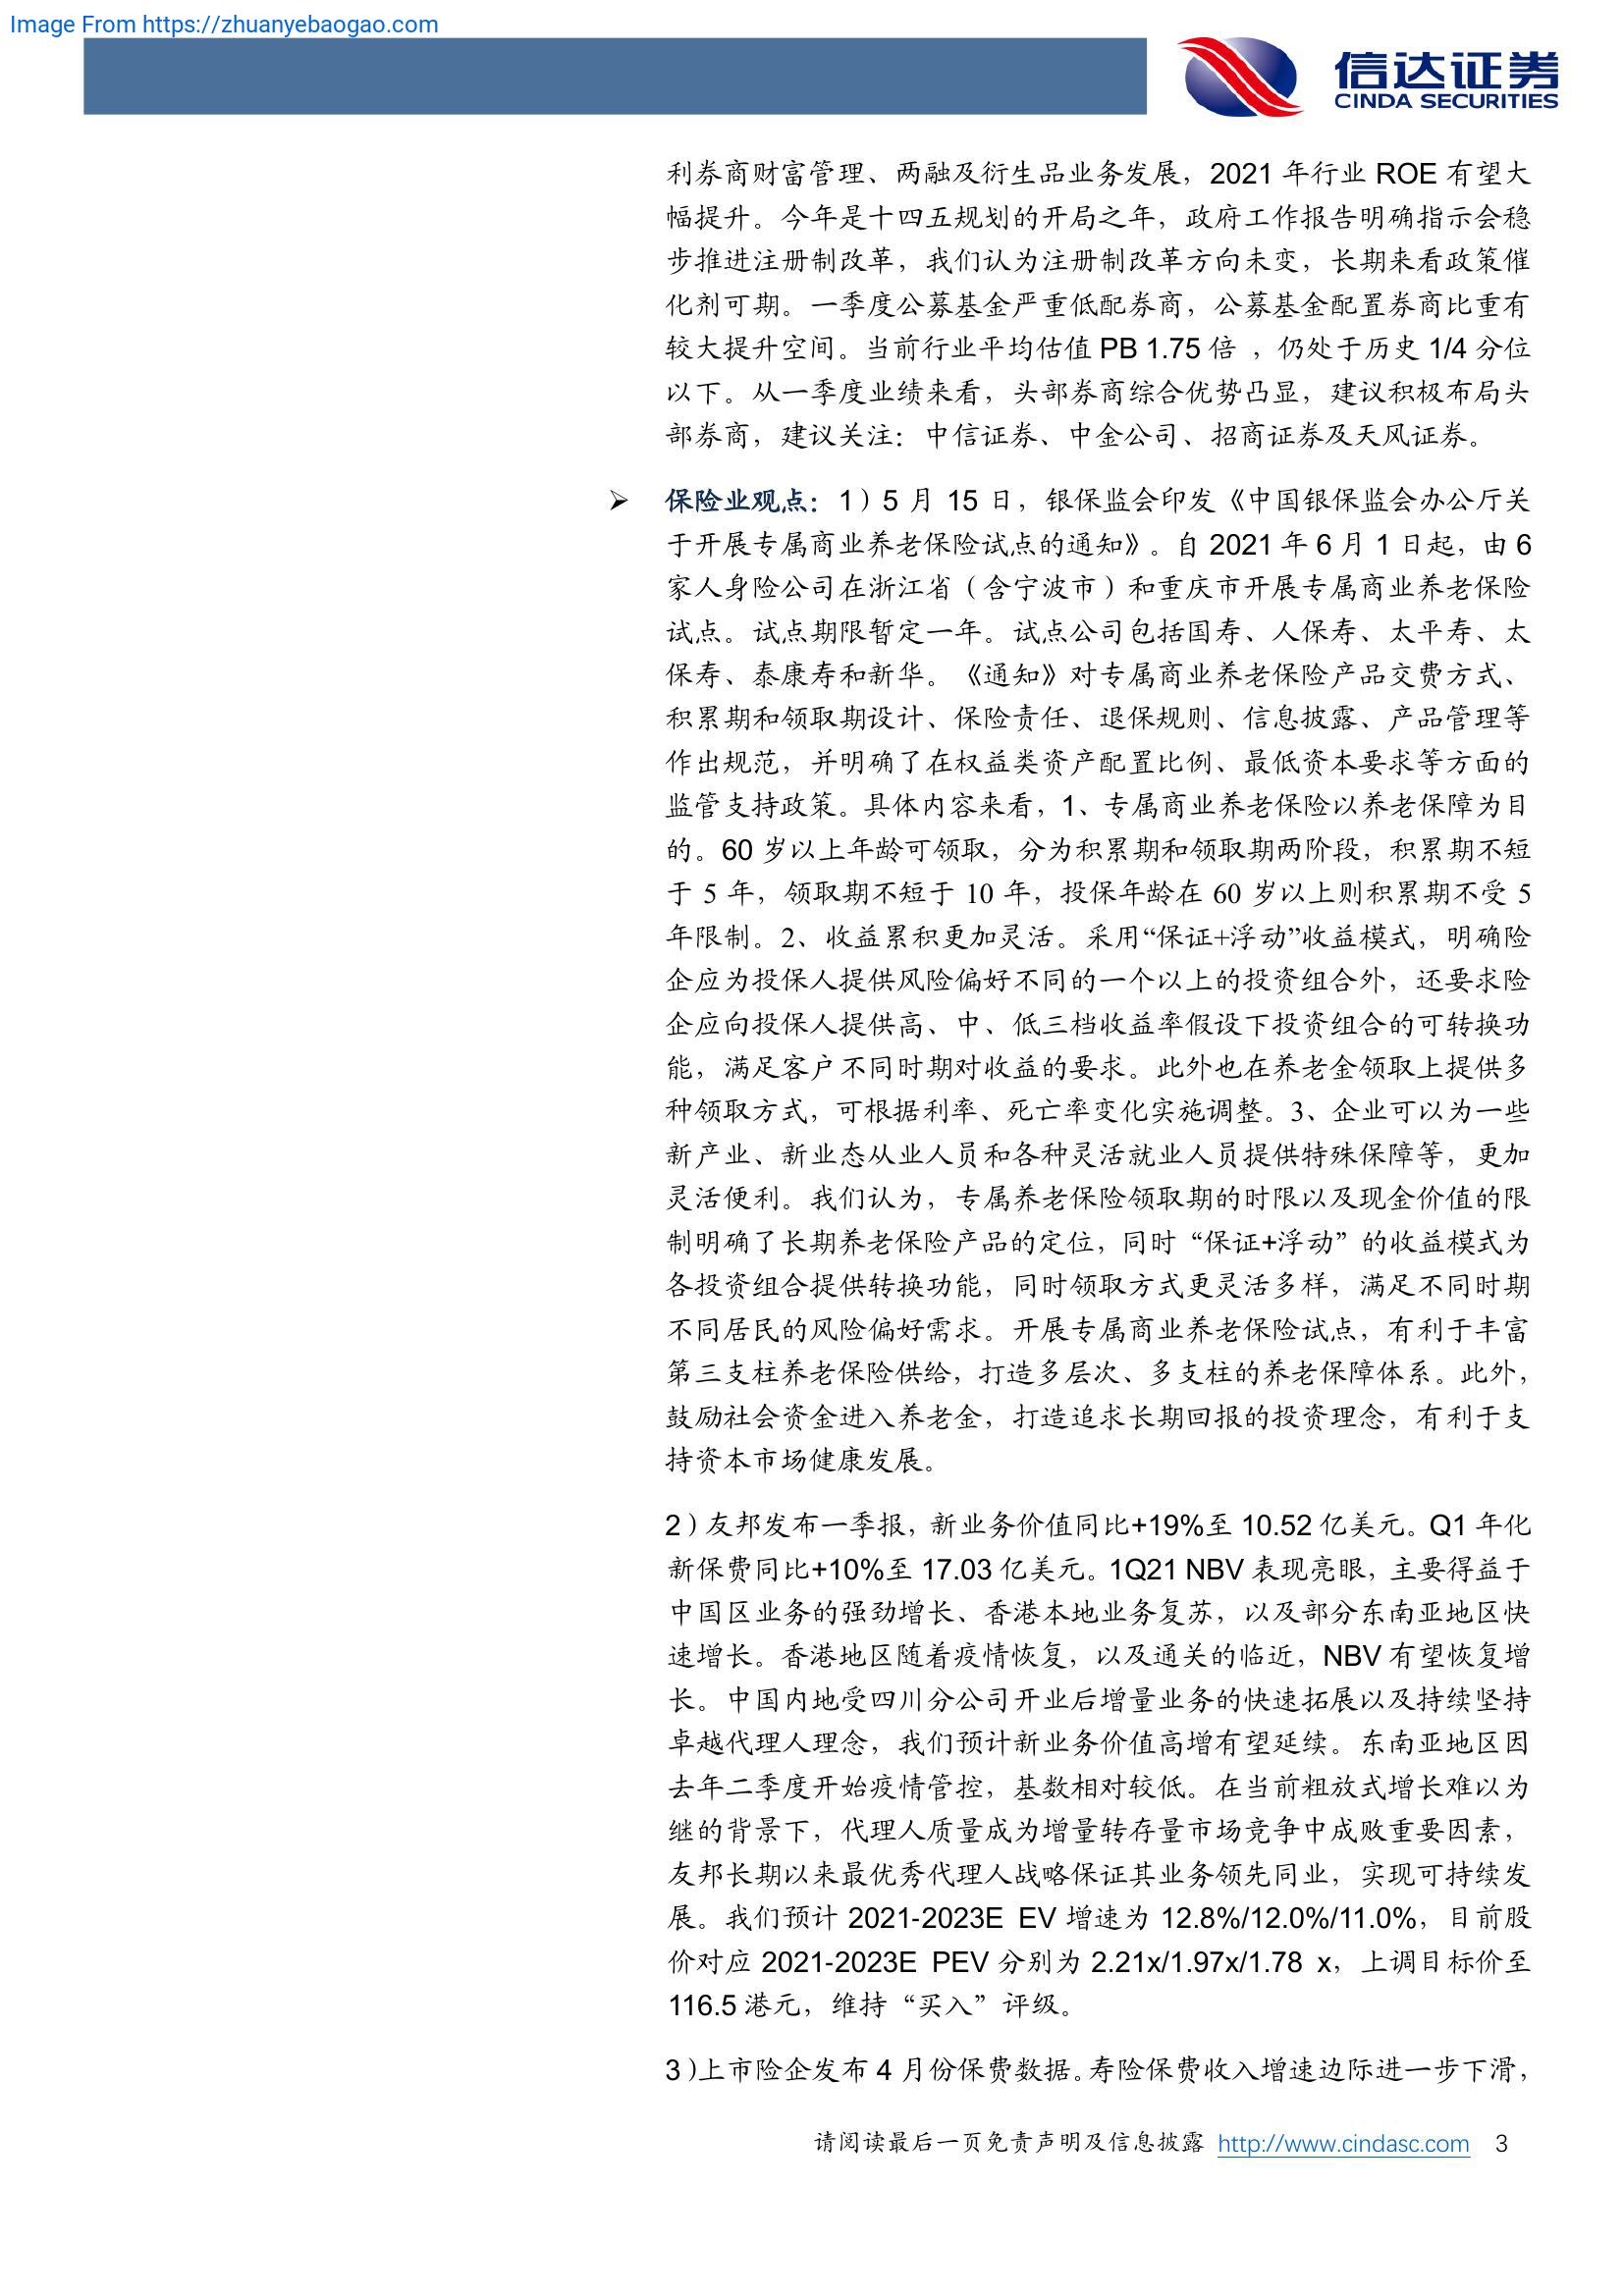 Image From https://zhuanyebaogao.com
信达证券
CINDA SECURITIES
利券商财富管理、两融及衍生品业务发展，2021 年行业 ROE 有望大
幅提升。今年是十四五规划的开局之年，政府工作报告明确指示会稳
步推进注册制改革，我们认为注册制改革方向未变，长期来看政策催
化剂可期。一季度公募基金严重低配券商，公募基金配置券商比重有
较大提升空间。当前行业平均估值 PB 1.75 倍 ，仍处于历史 1/4 分位
以下。从一季度业绩来看，头部券商综合优势凸显，建议积极布局头
部券商，建议关注：中信证券、中金公司、招商证券及天风证券。
➢ 保险业观点：1）5 月 15 日，银保监会印发《中国银保监会办公厅关
于开展专属商业养老保险试点的通知》。自 2021 年 6 月 1 日起，由 6
家人身险公司在浙江省（含宁波市）和重庆市开展专属商业养老保险
试点。试点期限暂定一年。试点公司包括国寿、人保寿、太平寿、太
保寿、泰康寿和新华。《通知》对专属商业养老保险产品交费方式、
积累期和领取期设计、保险责任、退保规则、信息披露、产品管理等
作出规范，并明确了在权益类资产配置比例、最低资本要求等方面的
监管支持政策。具体内容来看，1、专属商业养老保险以养老保障为目
的。60 岁以上年龄可领取，分为积累期和领取期两阶段，积累期不短
于 5 年，领取期不短于 10 年，投保年龄在 60 岁以上则积累期不受 5
年限制。2、收益累积更加灵活。采用“保证+浮动”收益模式，明确险
企应为投保人提供风险偏好不同的一个以上的投资组合外，还要求险
企应向投保人提供高、中、低三档收益率假设下投资组合的可转换功
能，满足客户不同时期对收益的要求。此外也在养老金领取上提供多
种领取方式，可根据利率、死亡率变化实施调整。3、企业可以为一些
新产业、新业态从业人员和各种灵活就业人员提供特殊保障等，更加
灵活便利。我们认为，专属养老保险领取期的时限以及现金价值的限
制明确了长期养老保险产品的定位，同时“保证+浮动”的收益模式为
各投资组合提供转换功能，同时领取方式更灵活多样，满足不同时期
不同居民的风险偏好需求。开展专属商业养老保险试点，有利于丰富
第三支柱养老保险供给，打造多层次、多支柱的养老保障体系。此外，
鼓励社会资金进入养老金，打造追求长期回报的投资理念，有利于支
持资本市场健康发展。
2）友邦发布一季报，新业务价值同比+19%至 10.52 亿美元。Q1 年化
新保费同比+10%至 17.03 亿美元。1Q21 NBV 表现亮眼，主要得益于
中国区业务的强劲增长、香港本地业务复苏，以及部分东南亚地区快
速增长。香港地区随着疫情恢复，以及通关的临近，NBV 有望恢复增
长。中国内地受四川分公司开业后增量业务的快速拓展以及持续坚持
卓越代理人理念，我们预计新业务价值高增有望延续。东南亚地区因
去年二季度开始疫情管控，基数相对较低。在当前粗放式增长难以为
继的背景下，代理人质量成为增量转存量市场竞争中成败重要因素，
友邦长期以来最优秀代理人战略保证其业务领先同业，实现可持续发
展。我们预计 2021-2023E EV 增速为 12.8%/12.0%/11.0%，目前股
价对应 2021-2023E PEV 分别为 2.21x/1.97x/1.78 x，上调目标价至
116.5 港元，维持“买入”评级。
3）上市险企发布 4 月份保费数据。寿险保费收入增速边际进一步下滑，
请阅读最后一页免责声明及信息披露 http://www.cindasc.com 3